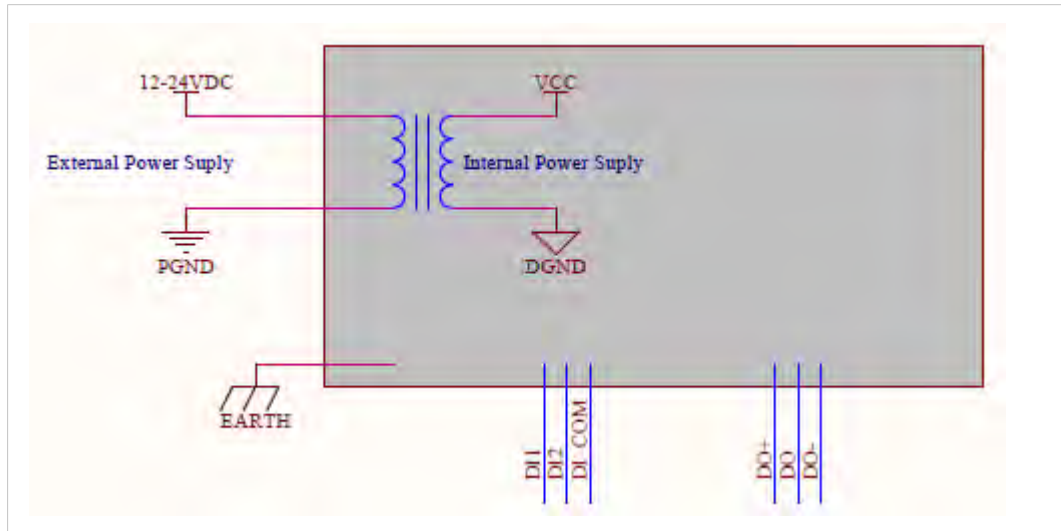 12-24VDC
VCC
External Power Suply
Internal Power Suply
PGND
DGND
EARTH
DI1
DI2
DI_COM
DO+
DO
DO-